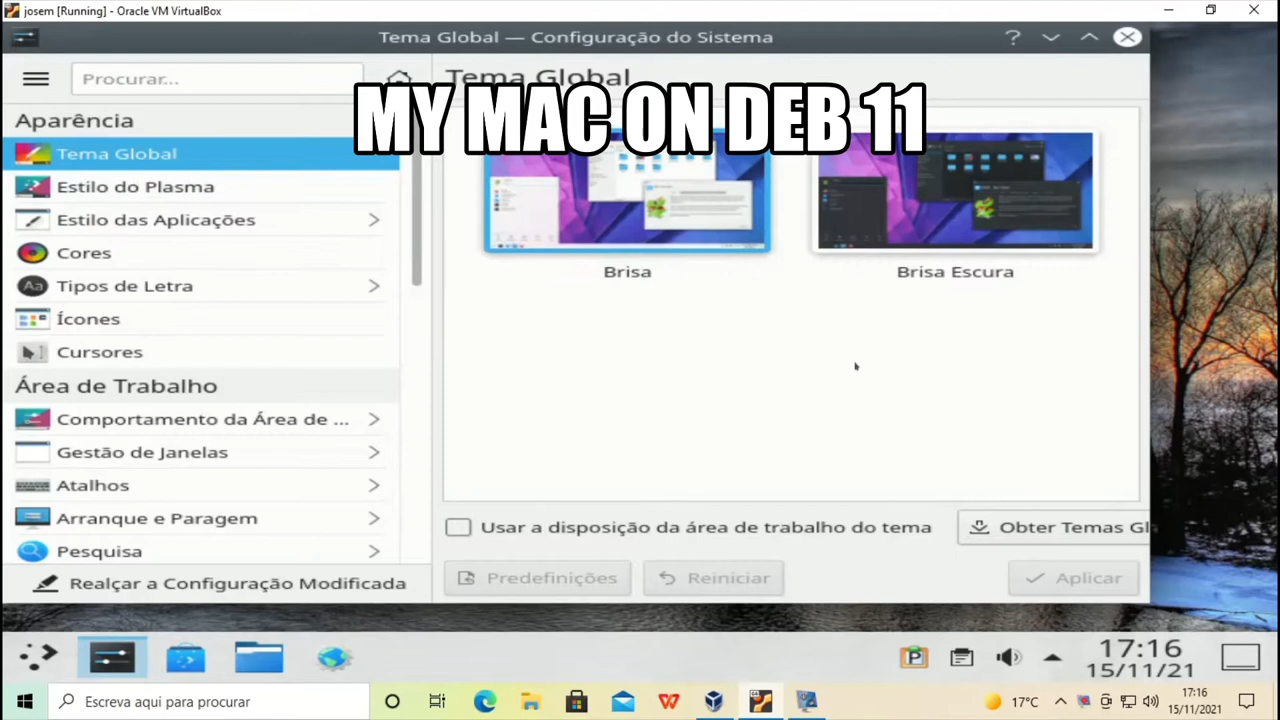 josem [Running] - Oracle VM VirtualBox
Tema Global — Configuração do Sistema
Procurar...
Tema Global
MY MAC ON DEB 11
Aparência
Tema Global
Estilo do Plasma
Estilo das Aplicações
Cores
Tipos de Letra
Ícones
Cursores
Área de Trabalho
Comportamento da Área de ...
Gestão de Janelas
Atalhos
Arranque e Paragem
Pesquisa
Realçar a Configuração Modificada
Brisa
Brisa Escura
Usar a disposição da área de trabalho do tema
Obter Temas Gl
Predefinições
Reiniciar
Aplicar
17:16
15/11/21
Escreva aqui para procurar
17°C
17:16
15/11/2021